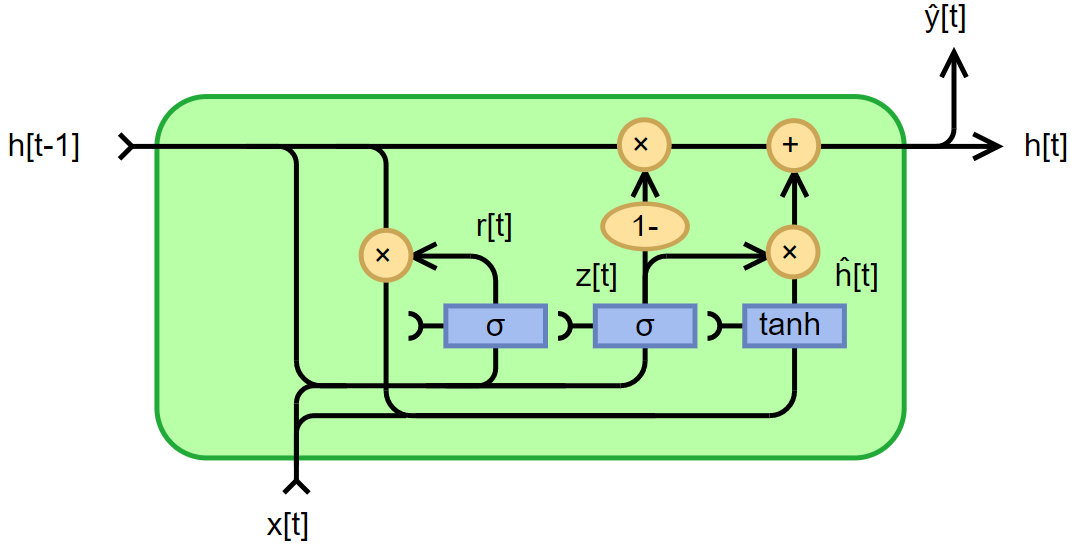 ŷ[t]
h[t-1]
×
+
h[t]
r[t]
1-
×
×
z[t]
ĥ[t]
σ
σ
tanh
x[t]